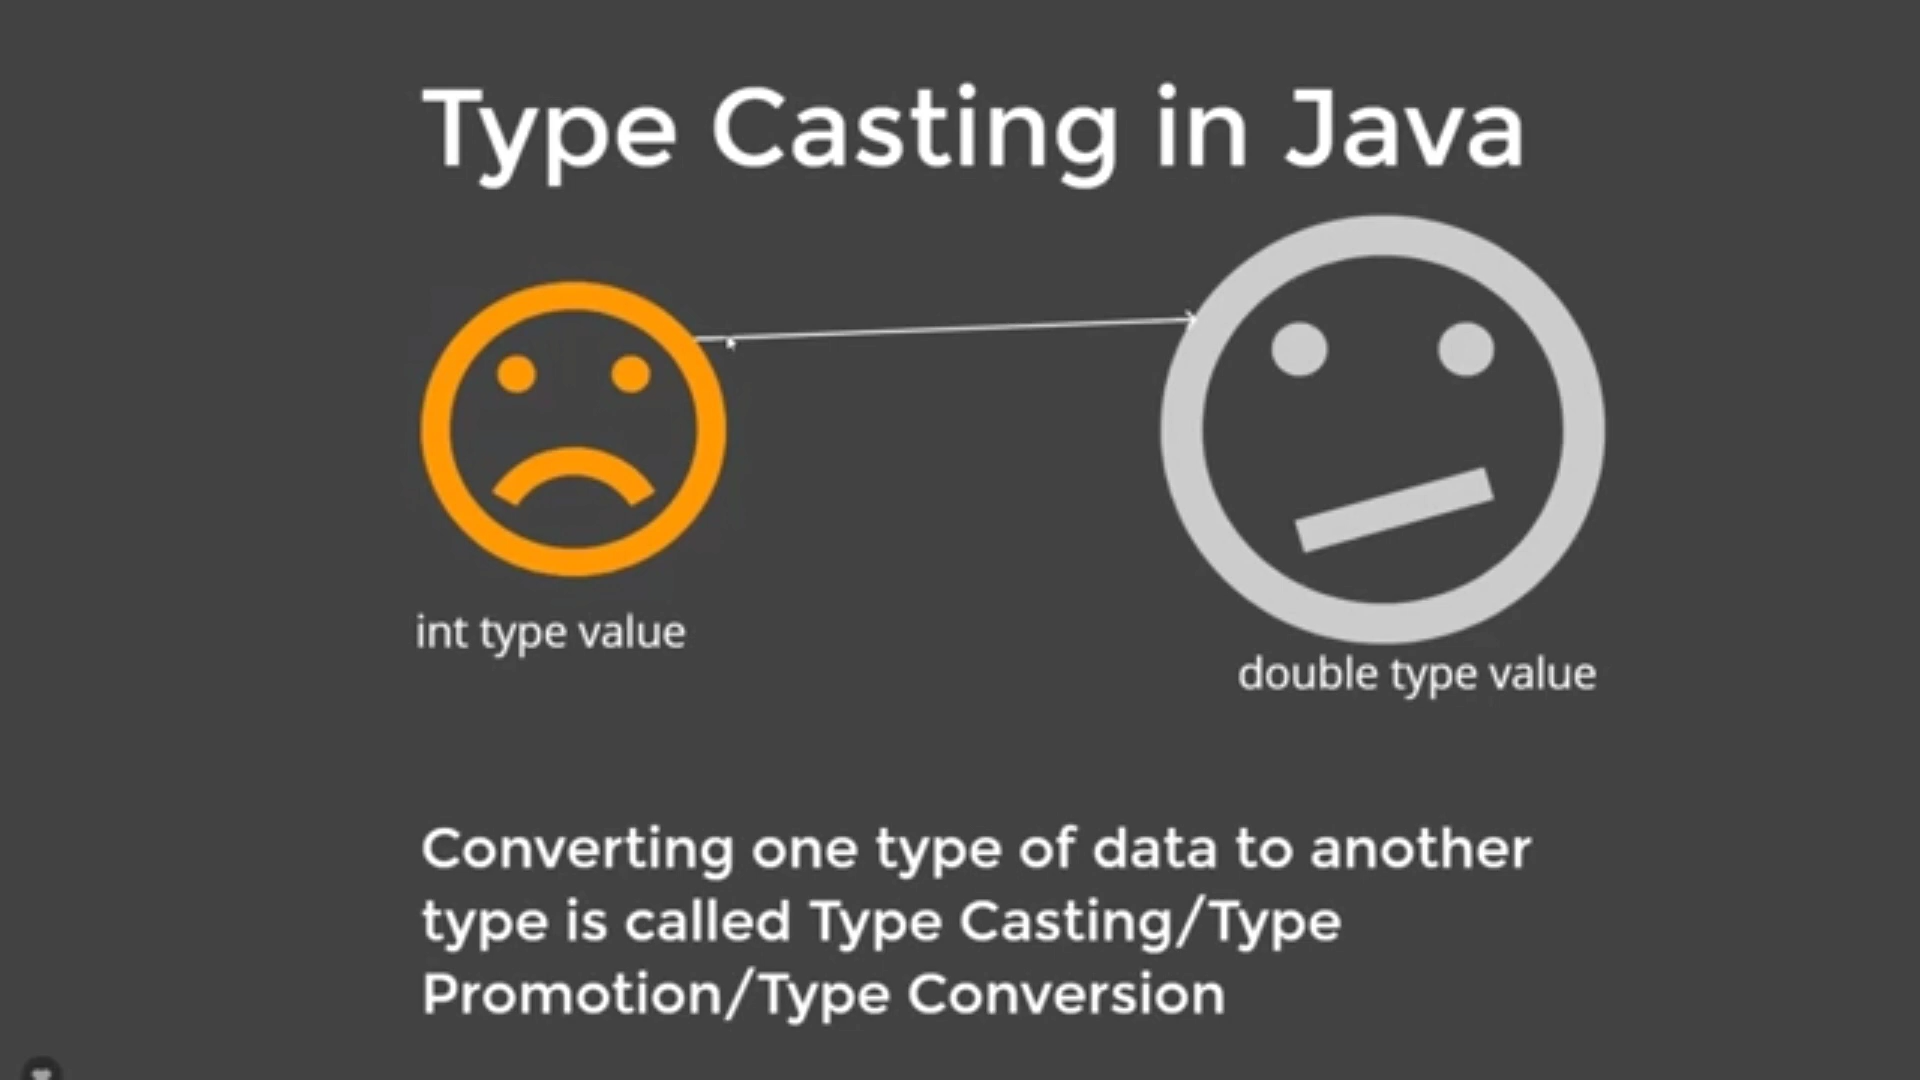 Type Casting in Java
int type value
double type value
Converting one type of data to another
type is called Type Casting/Type
Promotion/Type Conversion